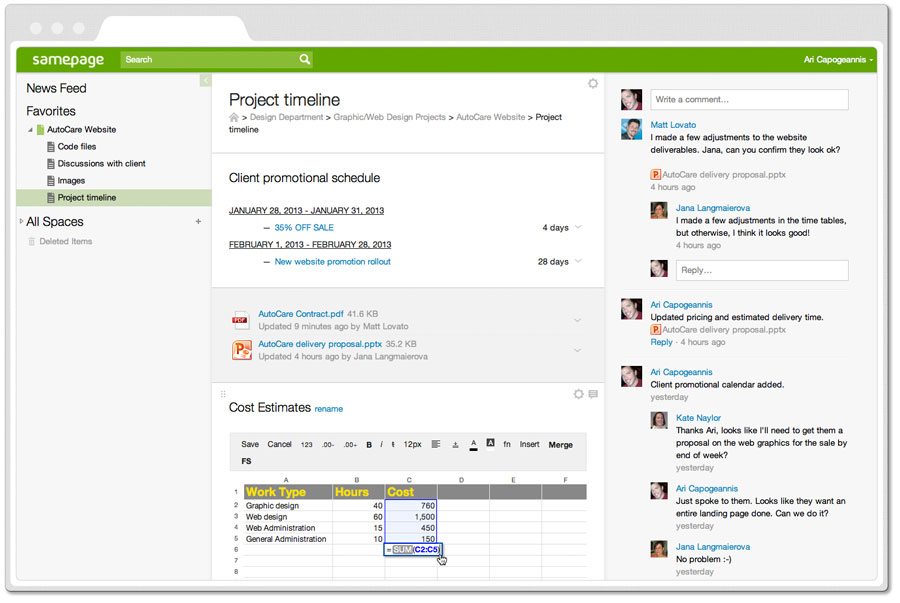 samepage
Search
Ari Capogeannis
News Feed
Favorites
AutoCare Website
Code files
Discussions with client
Images
Project timeline
All Spaces +
Deleted Items
Project timeline
> Design Department > Graphic/Web Design Projects > AutoCare Website > Project
timeline
Client promotional schedule
JANUARY 28, 2013 - JANUARY 31, 2013
— 35% OFF SALE 4 days
FEBRUARY 1, 2013 - FEBRUARY 28, 2013
— New website promotion rollout 28 days
PDF
AutoCare Contract.pdf 41.6 KB
Updated 9 minutes ago by Matt Lovato
P
AutoCare delivery proposal.pptx 35.2 KB
Updated 4 hours ago by Jana Langmaierova
Cost Estimates rename
Save Cancel 123 .00- .00+ B i 12px A A fn Insert Merge
FS
A B C D E F
1 Work Type Hours Cost
2 Graphic design 40 760
3 Web design 60 1,500
4 Web Administration 15 450
5 General Administration 10 150
6 = SUM(C2:C5)
7
8
Write a comment...
Matt Lovato
I made a few adjustments to the website
deliverables. Jana, can you confirm they look ok?
P AutoCare delivery proposal.pptx
4 hours ago
Jana Langmaierova
I made a few adjustments in the time tables,
but otherwise, I think it looks good!
4 hours ago
Reply...
Ari Capogeannis
Updated pricing and estimated delivery time.
P AutoCare delivery proposal.pptx
Reply · 4 hours ago
Ari Capogeannis
Client promotional calendar added.
yesterday
Kate Naylor
Thanks Ari, looks like I'll need to get them a
proposal on the web graphics for the sale by
end of week?
yesterday
Ari Capogeannis
Just spoke to them. Looks like they want an
entire landing page done. Can we do it?
yesterday
Jana Langmaierova
No problem :-)
yesterday